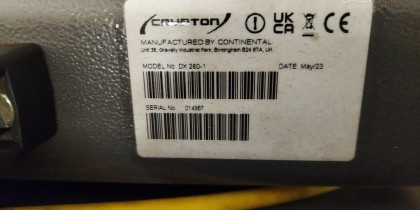 CRYPTON
UK
CA
CE
MANUFACTURED BY CONTINENTAL
Unit 38, Gravelly Industrial Park, Birmingham B24 8TA, UK.
MODEL No DX 260-1 DATE May/23
SERIAL No. 014987